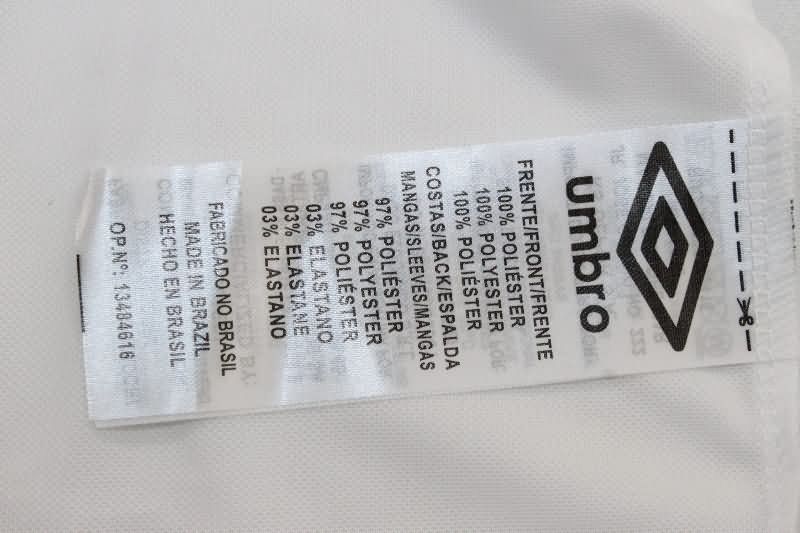 umbro
FRENTE/FRONT/FRENTE
100% POLIÉSTER
100% POLYESTER
100% POLIÉSTER
COSTAS/BACK/ESPALDA
MANGAS/SLEEVES/MANGAS
97% POLIÉSTER
97% POLYESTER
97% POLIÉSTER
03% ELASTANO
03% ELASTANE
03% ELASTANO
FABRICADO NO BRASIL
MADE IN BRAZIL
HECHO EN BRASIL
OP.Nº: 13484616